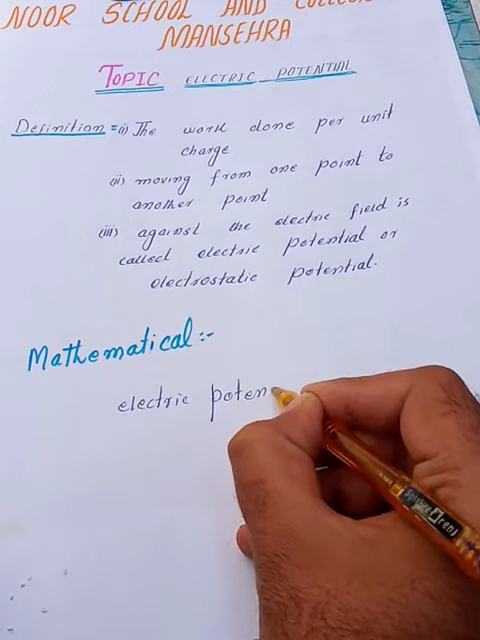 NOOR SCHOOL AND COLLEGE
MANSEHRA
TOPIC ELECTRIC POTENTIAL
Definition = (i) The work done per unit
charge
(ii) moving from one point to
another point
(iii) against the electric field is
called electric potential or
electrostatic potential.
Mathematical :-
electric poten